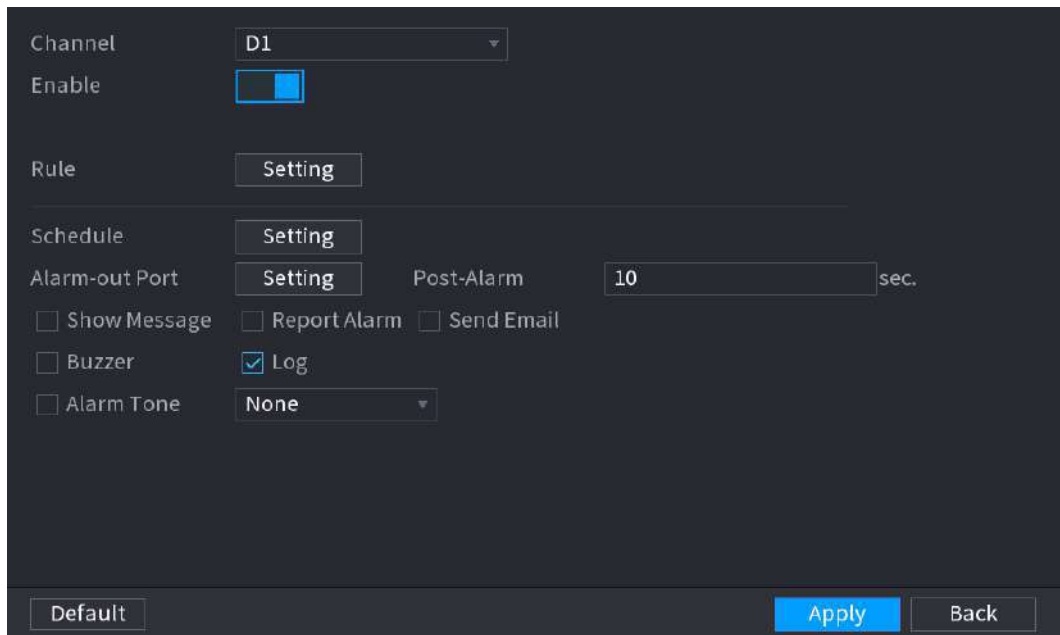 Channel D1
Enable
Rule Setting
Schedule Setting
Alarm-out Port Setting Post-Alarm 10 sec.
Show Message Report Alarm Send Email
Buzzer Log
Alarm Tone None
Default Apply Back